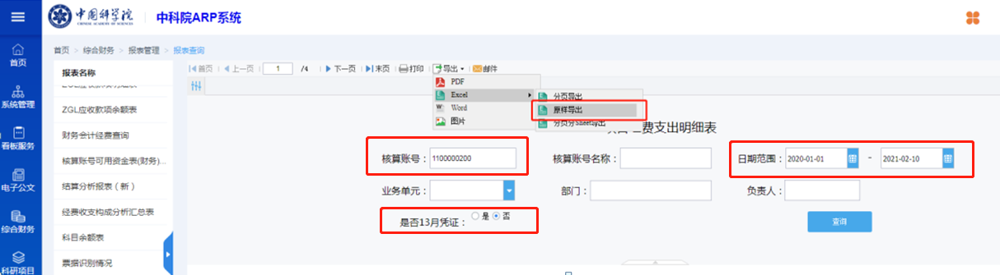 中国科学院
CHINESE ACADEMY OF SCIENCES
中科院ARP系统
首页
系统管理
看板服务
电子公文
综合财务
科研项目
首页 > 综合财务 > 报表管理 > 报表查询
报表名称
ZGL应收款项余额表
财务会计经费查询
核算账号可用资金表(财务)...
结算分析报表（新）
经费收支构成分析汇总表
科目余额表
票据识别情况
首页 上一页 1 /4 下一页 末页 打印 导出 邮件
PDF
Excel
Word
图片
分页导出
原样导出
分页分Sheet导出
费支出明细表
核算账号： 1100000200 核算账号名称： 日期范围： 2020-01-01 - 2021-02-10
业务单元： 部门： 负责人：
是否13月凭证： 是 否
查询